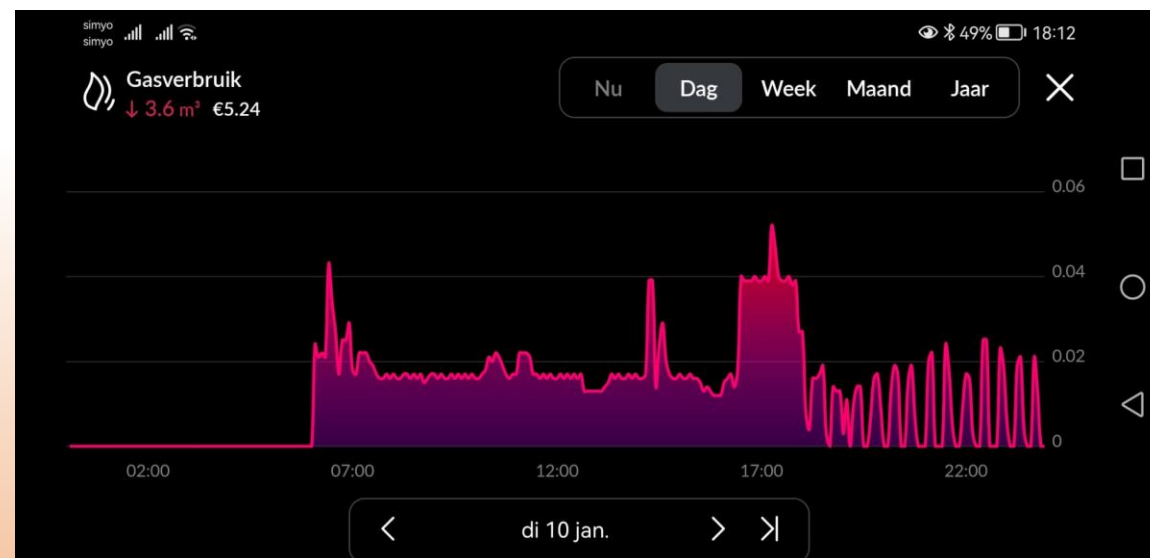 simyo
simyo
49% 18:12
Gasverbruik
↓ 3.6 m³ €5.24
Nu Dag Week Maand Jaar
0.06
0.04
0.02
0
02:00 07:00 12:00 17:00 22:00
di 10 jan.